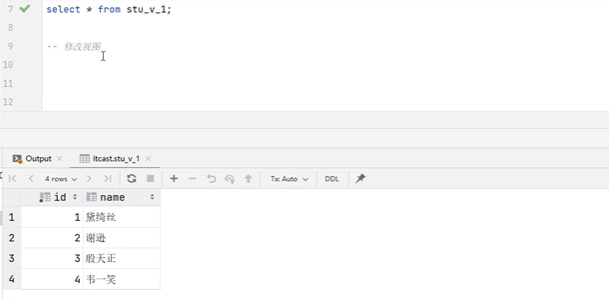 7 select * from stu_v_1;
8
9 -- 修改视图
10
11
12
Output itcast.stu_v_1
4 rows Tx: Auto DDL
id name
1 1 黛绮丝
2 2 谢逊
3 3 殷天正
4 4 韦一笑